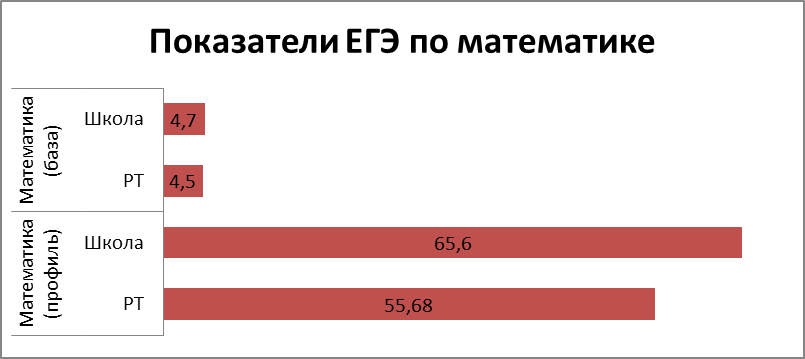 Показатели ЕГЭ по математике
Математика
(база)
Школа
4,7
РТ
4,5
Математика
(профиль)
Школа
65,6
РТ
55,68